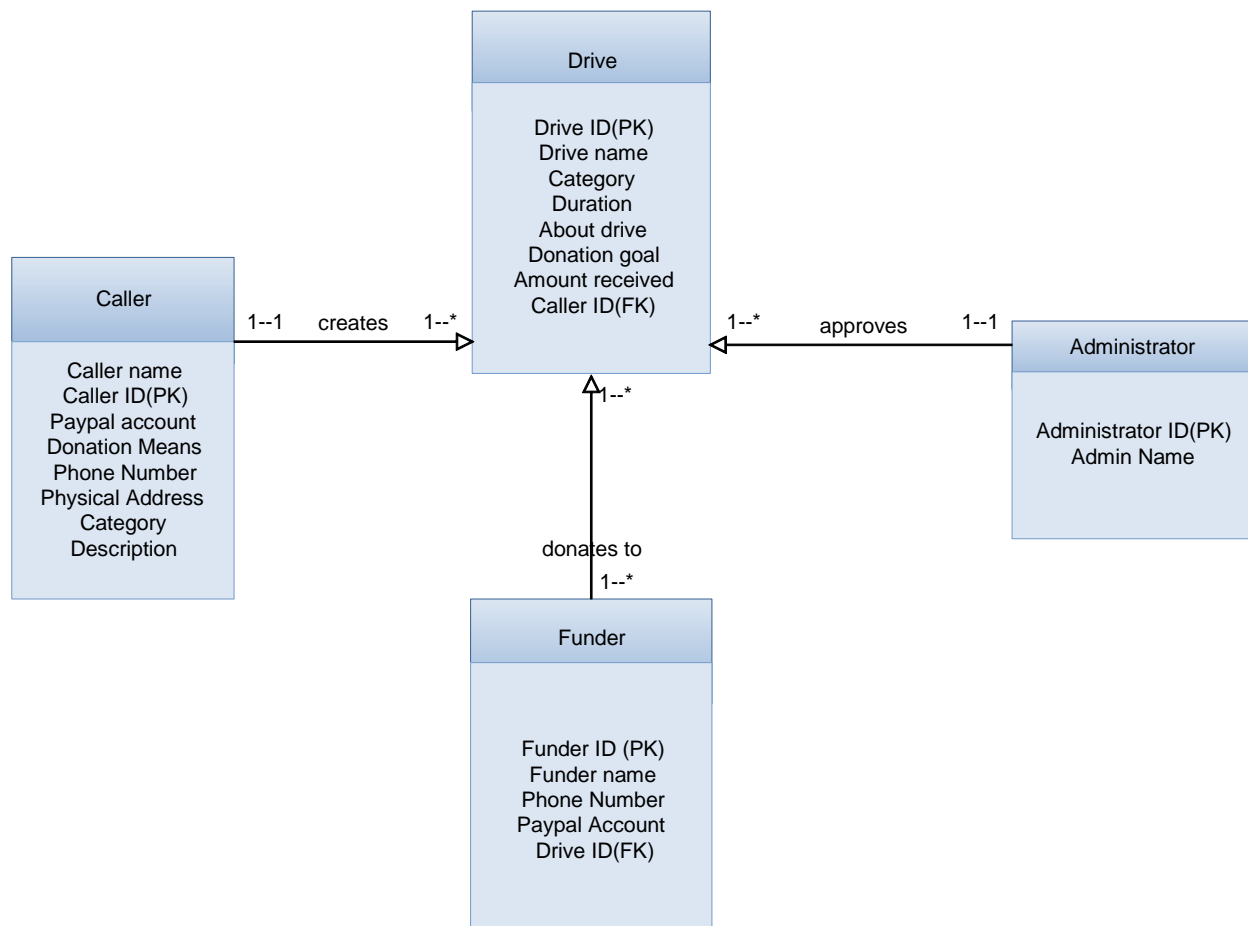 Drive
Drive ID(PK)
Drive name
Category
Duration
About drive
Donation goal
Amount received
Caller ID(FK)
Caller
Caller name
Caller ID(PK)
Paypal account
Donation Means
Phone Number
Physical Address
Category
Description
1--1 creates 1--*
1--* approves 1--1
Administrator
Administrator ID(PK)
Admin Name
1--*
donates to
1--*
Funder
Funder ID (PK)
Funder name
Phone Number
Paypal Account
Drive ID(FK)